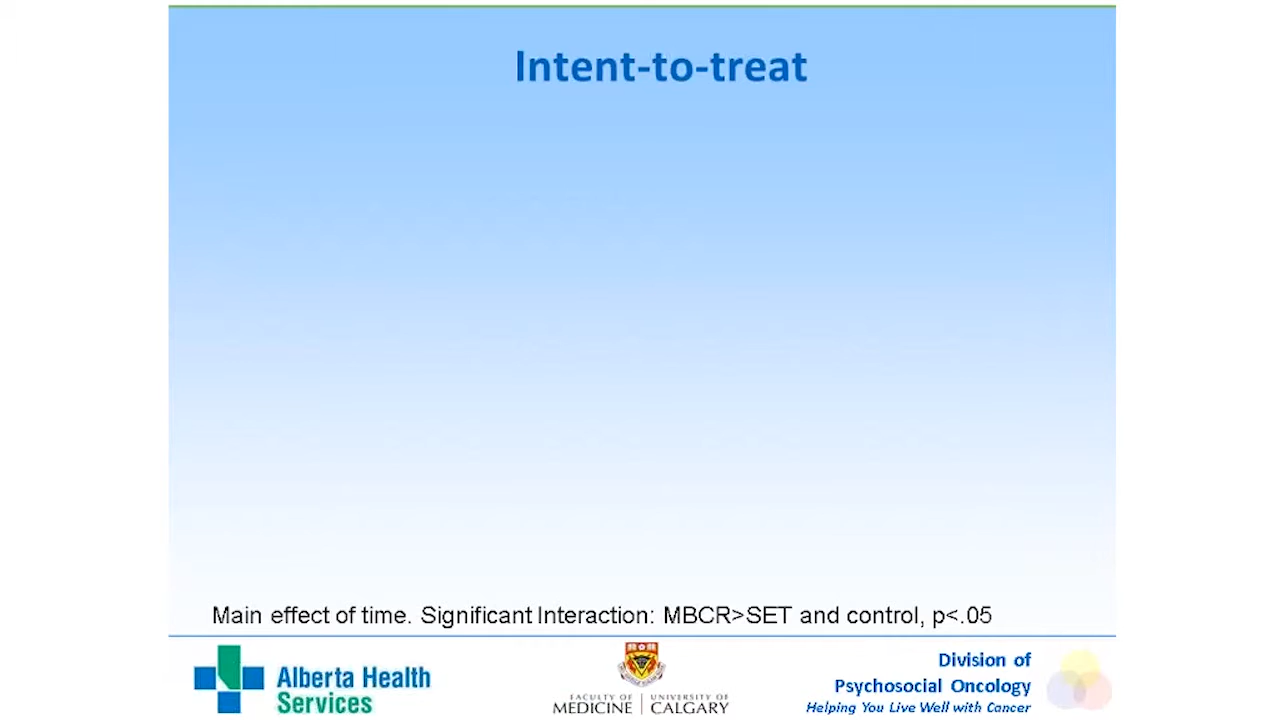 Intent-to-treat
Main effect of time. Significant Interaction: MBCR>SET and control, p<.05
Alberta Health
Services
FACULTY OF
MEDICINE
UNIVERSITY OF
CALGARY
Division of
Psychosocial Oncology
Helping You Live Well with Cancer